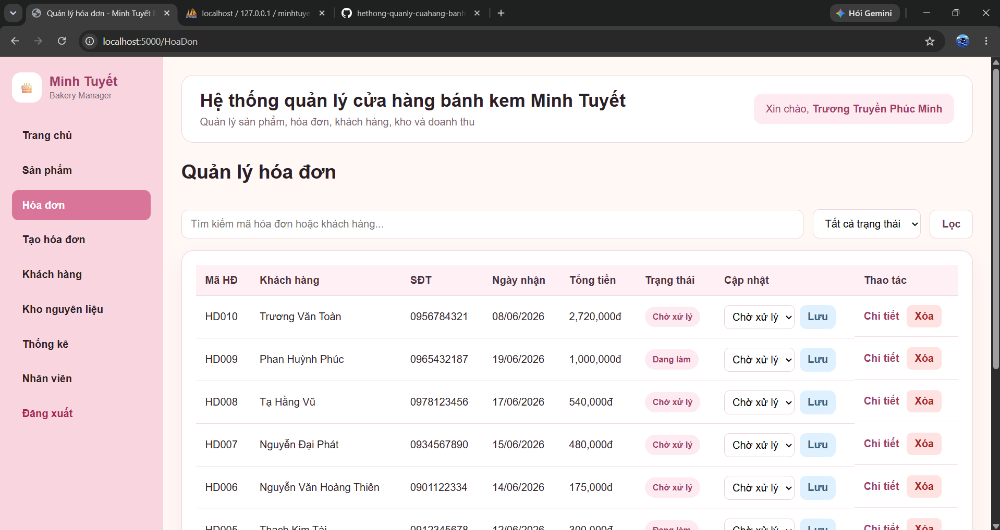 Quản lý hóa đơn - Minh Tuyết
localhost / 127.0.0.1 / minhtuye
hethong-quanly-cuahang-banh
Hỏi Gemini
localhost:5000/HoaDon
Minh Tuyết
Bakery Manager
Trang chủ
Sản phẩm
Hóa đơn
Tạo hóa đơn
Khách hàng
Kho nguyên liệu
Thống kê
Nhân viên
Đăng xuất
Hệ thống quản lý cửa hàng bánh kem Minh Tuyết
Quản lý sản phẩm, hóa đơn, khách hàng, kho và doanh thu
Xin chào, Trương Truyền Phúc Minh
Quản lý hóa đơn
Tìm kiếm mã hóa đơn hoặc khách hàng... Tất cả trạng thái Lọc
Mã HĐ Khách hàng SĐT Ngày nhận Tổng tiền Trạng thái Cập nhật Thao tác
HD010 Trương Văn Toàn 0956784321 08/06/2026 2,720,000đ Chờ xử lý Chờ xử lý Lưu Chi tiết Xóa
HD009 Phan Huỳnh Phúc 0965432187 19/06/2026 1,000,000đ Đang làm Chờ xử lý Lưu Chi tiết Xóa
HD008 Tạ Hằng Vũ 0978123456 17/06/2026 540,000đ Chờ xử lý Chờ xử lý Lưu Chi tiết Xóa
HD007 Nguyễn Đại Phát 0934567890 15/06/2026 480,000đ Chờ xử lý Chờ xử lý Lưu Chi tiết Xóa
HD006 Nguyễn Văn Hoàng Thiên 0901122334 14/06/2026 175,000đ Chờ xử lý Chờ xử lý Lưu Chi tiết Xóa
HD005 Thạch Kim Tài 0912345678 12/06/2026 300,000đ Đang làm Chờ xử lý Lưu Chi tiết Xóa